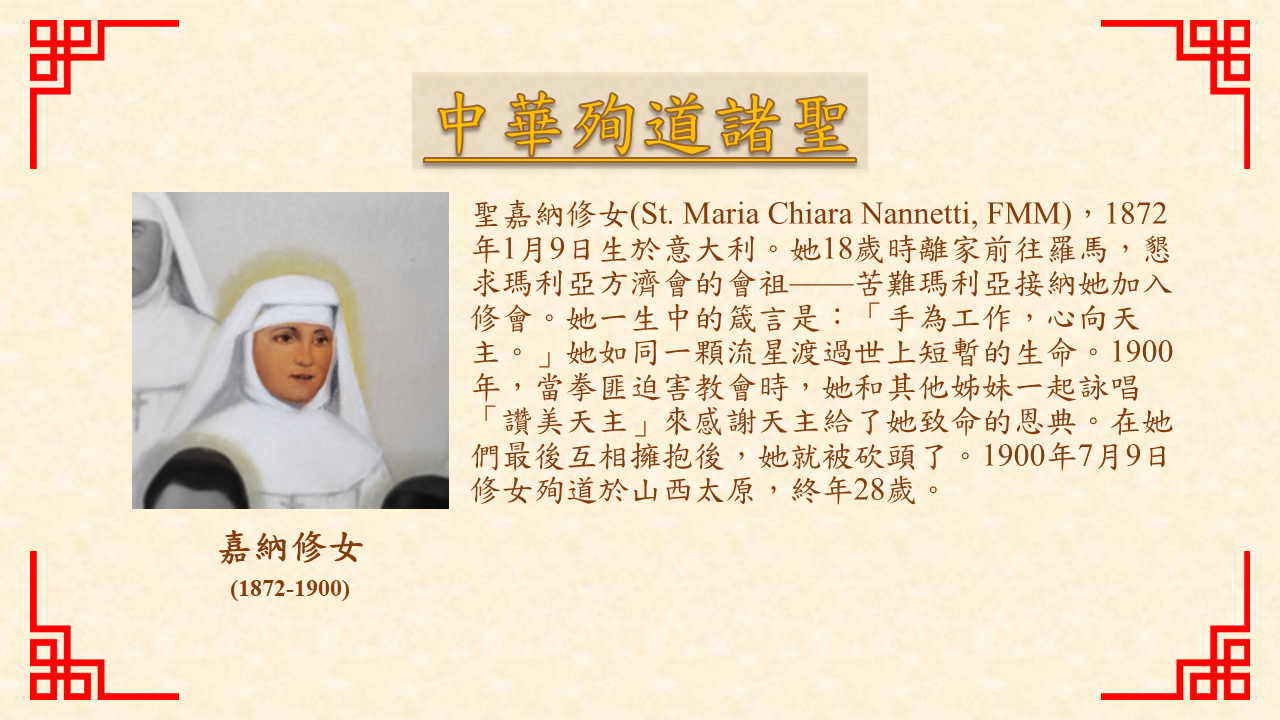 中華殉道諸聖
聖嘉納修女(St. Maria Chiara Nannetti, FMM)，1872
年1月9日生於意大利。她18歲時離家前往羅馬，懇
求瑪利亞方濟會的會祖——苦難瑪利亞接納她加入
修會。她一生中的箴言是：「手為工作，心向天
主。」她如同一顆流星渡過世上短暫的生命。1900
年，當拳匪迫害教會時，她和其他姊妹一起詠唱
「讚美天主」來感謝天主給了她致命的恩典。在她
們最後互相擁抱後，她就被砍頭了。1900年7月9日
修女殉道於山西太原，終年28歲。
嘉納修女
(1872-1900)